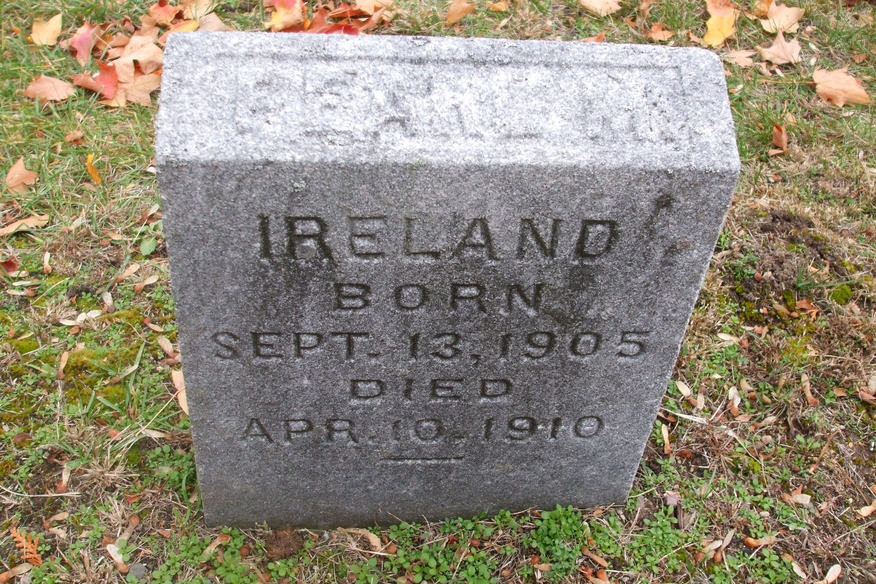 IRELAND
BORN
SEPT. 13, 1905
DIED
APR. 10, 1910